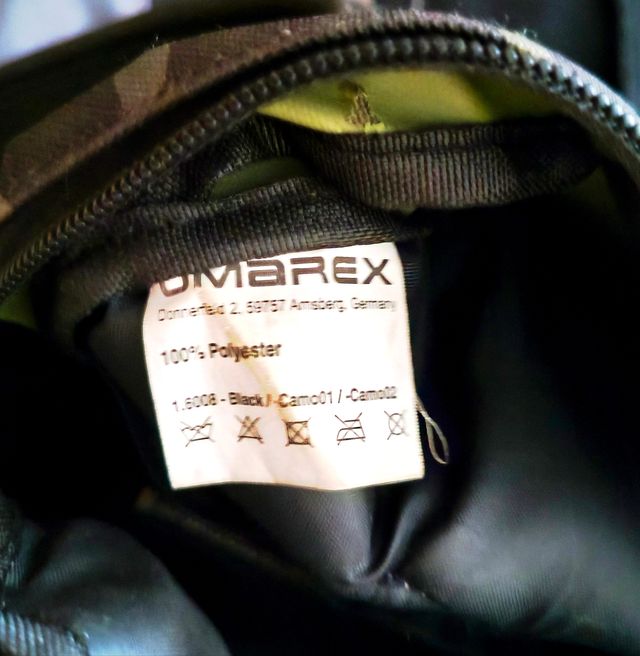 UMAREX
Donnerfeld 2, 59757 Arnsberg, Germany
100% Polyester
1.6008 - Black / -Camo01 / -Camo02